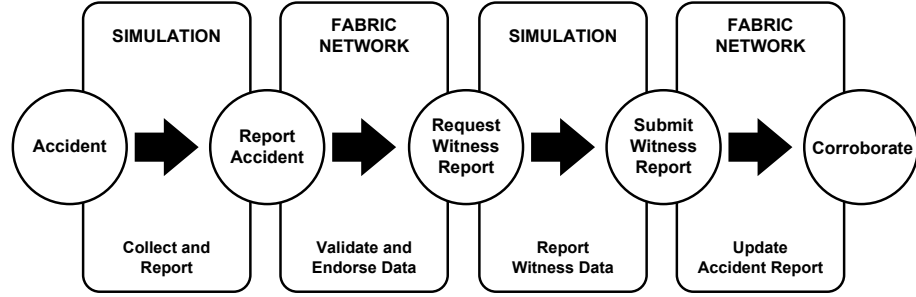 SIMULATION
FABRIC
NETWORK
SIMULATION
FABRIC
NETWORK
Accident
Report
Accident
Request
Witness
Report
Submit
Witness
Report
Corroborate
Collect and
Report
Validate and
Endorse Data
Report
Witness Data
Update
Accident Report